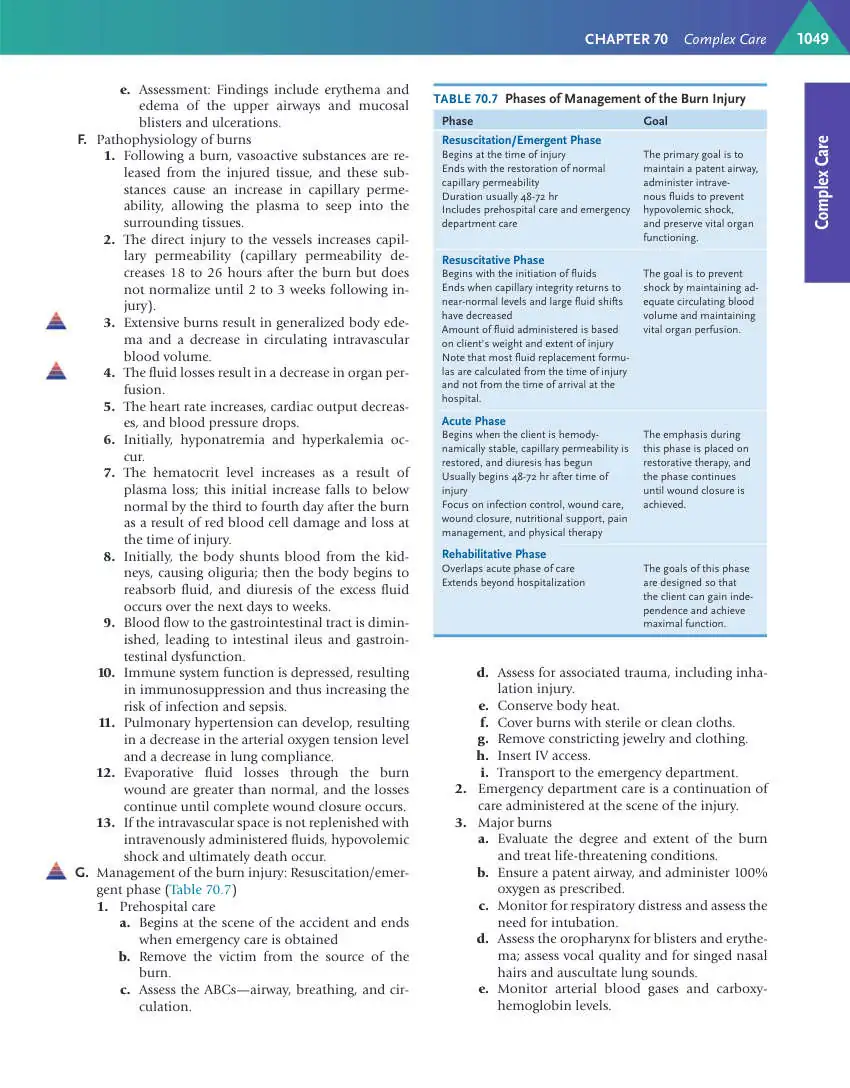 CHAPTER 70 Complex Care 1049
e. Assessment: Findings include erythema and
edema of the upper airways and mucosal
blisters and ulcerations.
F. Pathophysiology of burns
1. Following a burn, vasoactive substances are re-
leased from the injured tissue, and these sub-
stances cause an increase in capillary perme-
ability, allowing the plasma to seep into the
surrounding tissues.
2. The direct injury to the vessels increases capil-
lary permeability (capillary permeability de-
creases 18 to 26 hours after the burn but does
not normalize until 2 to 3 weeks following in-
jury).
3. Extensive burns result in generalized body ede-
ma and a decrease in circulating intravascular
blood volume.
4. The fluid losses result in a decrease in organ per-
fusion.
5. The heart rate increases, cardiac output decreas-
es, and blood pressure drops.
6. Initially, hyponatremia and hyperkalemia oc-
cur.
7. The hematocrit level increases as a result of
plasma loss; this initial increase falls to below
normal by the third to fourth day after the burn
as a result of red blood cell damage and loss at
the time of injury.
8. Initially, the body shunts blood from the kid-
neys, causing oliguria; then the body begins to
reabsorb fluid, and diuresis of the excess fluid
occurs over the next days to weeks.
9. Blood flow to the gastrointestinal tract is dimin-
ished, leading to intestinal ileus and gastroin-
testinal dysfunction.
10. Immune system function is depressed, resulting
in immunosuppression and thus increasing the
risk of infection and sepsis.
11. Pulmonary hypertension can develop, resulting
in a decrease in the arterial oxygen tension level
and a decrease in lung compliance.
12. Evaporative fluid losses through the burn
wound are greater than normal, and the losses
continue until complete wound closure occurs.
13. If the intravascular space is not replenished with
intravenously administered fluids, hypovolemic
shock and ultimately death occur.
G. Management of the burn injury: Resuscitation/emer-
gent phase (Table 70.7)
1. Prehospital care
a. Begins at the scene of the accident and ends
when emergency care is obtained
b. Remove the victim from the source of the
burn.
c. Assess the ABCs—airway, breathing, and cir-
culation.
TABLE 70.7 Phases of Management of the Burn Injury
Phase Goal
Resuscitation/Emergent Phase
Begins at the time of injury The primary goal is to
Ends with the restoration of normal maintain a patent airway,
capillary permeability administer intrave-
Duration usually 48-72 hr nous fluids to prevent
Includes prehospital care and emergency hypovolemic shock,
department care and preserve vital organ
functioning.
Resuscitative Phase
Begins with the initiation of fluids The goal is to prevent
Ends when capillary integrity returns to shock by maintaining ad-
near-normal levels and large fluid shifts equate circulating blood
have decreased volume and maintaining
Amount of fluid administered is based vital organ perfusion.
on client's weight and extent of injury
Note that most fluid replacement formu-
las are calculated from the time of injury
and not from the time of arrival at the
hospital.
Acute Phase
Begins when the client is hemody- The emphasis during
namically stable, capillary permeability is this phase is placed on
restored, and diuresis has begun restorative therapy, and
Usually begins 48-72 hr after time of the phase continues
injury until wound closure is
Focus on infection control, wound care, achieved.
wound closure, nutritional support, pain
management, and physical therapy
Rehabilitative Phase
Overlaps acute phase of care The goals of this phase
Extends beyond hospitalization are designed so that
the client can gain inde-
pendence and achieve
maximal function.
d. Assess for associated trauma, including inha-
lation injury.
e. Conserve body heat.
f. Cover burns with sterile or clean cloths.
g. Remove constricting jewelry and clothing.
h. Insert IV access.
i. Transport to the emergency department.
2. Emergency department care is a continuation of
care administered at the scene of the injury.
3. Major burns
a. Evaluate the degree and extent of the burn
and treat life-threatening conditions.
b. Ensure a patent airway, and administer 100%
oxygen as prescribed.
c. Monitor for respiratory distress and assess the
need for intubation.
d. Assess the oropharynx for blisters and erythe-
ma; assess vocal quality and for singed nasal
hairs and auscultate lung sounds.
e. Monitor arterial blood gases and carboxy-
hemoglobin levels.
Complex Care